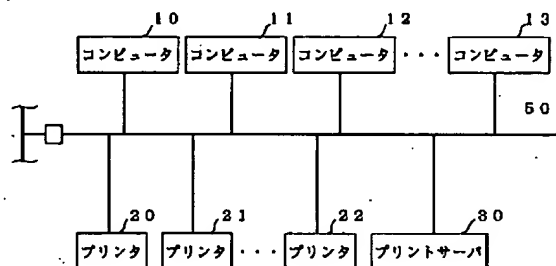 10 11 12 13
コンピュータ コンピュータ コンピュータ ・・・ コンピュータ
50
20 21 22 30
プリンタ プリンタ ・・・ プリンタ プリントサーバ